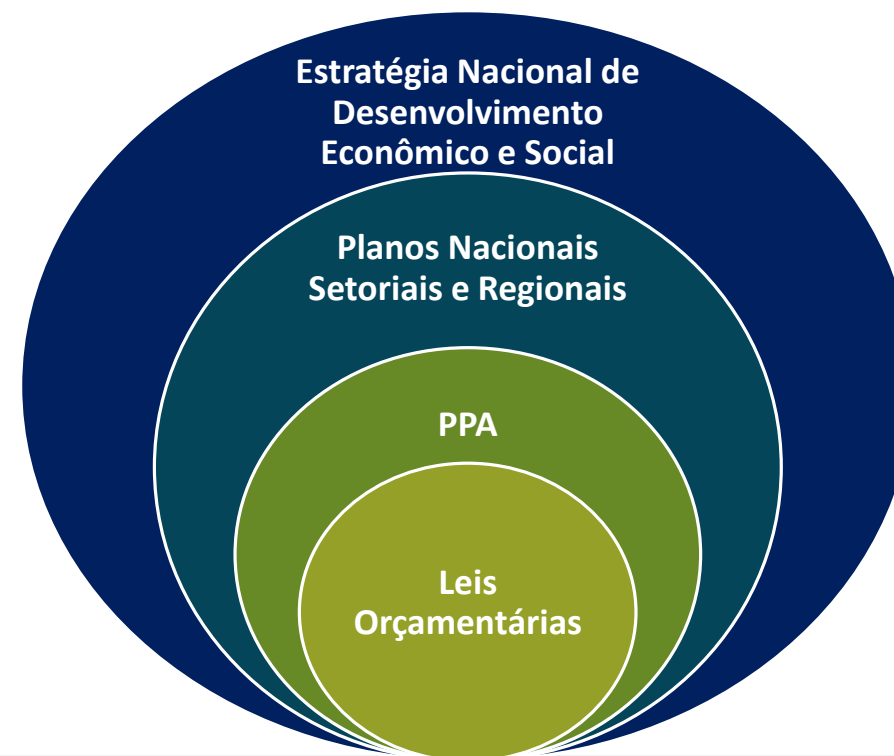 Estratégia Nacional de
Desenvolvimento
Econômico e Social
Planos Nacionais
Setoriais e Regionais
PPA
Leis
Orçamentárias